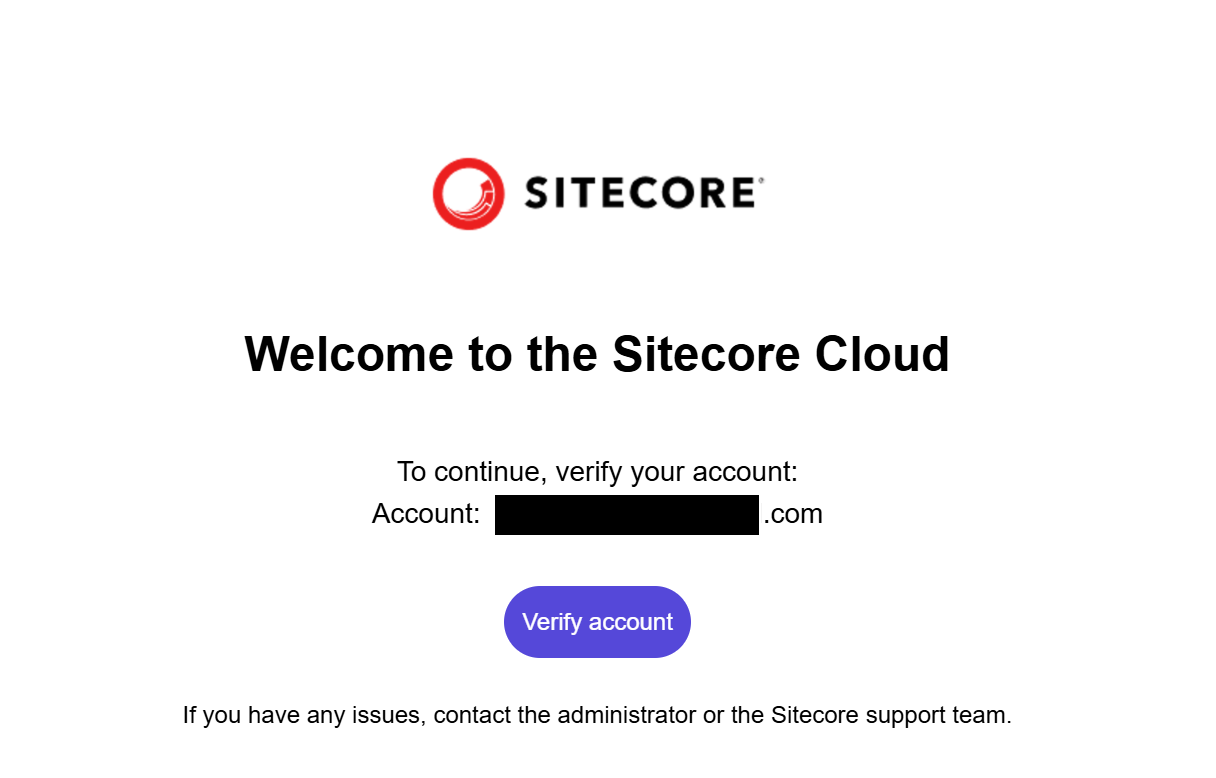 SITECORE
Welcome to the Sitecore Cloud
To continue, verify your account:
Account: .com
Verify account
If you have any issues, contact the administrator or the Sitecore support team.